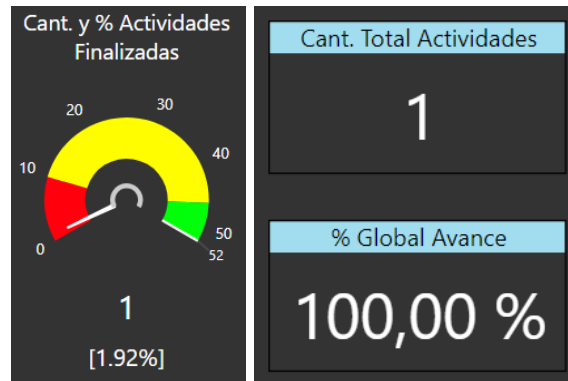 Cant. y % Actividades
Finalizadas
20
30
10
40
0
50
52
1
[1.92%]
Cant. Total Actividades
1
% Global Avance
100,00 %